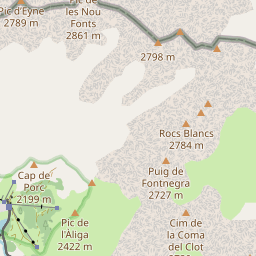 Pic d'Eyne
2789 m
Pic de
les Nou
Fonts
2861 m
2798 m
Rocs Blancs
2784 m
Cap de
Porc
2199 m
Puig de
Fontnegra
2727 m
Pic de
l'Àliga
2422 m
Cim de
la Coma
del Clot